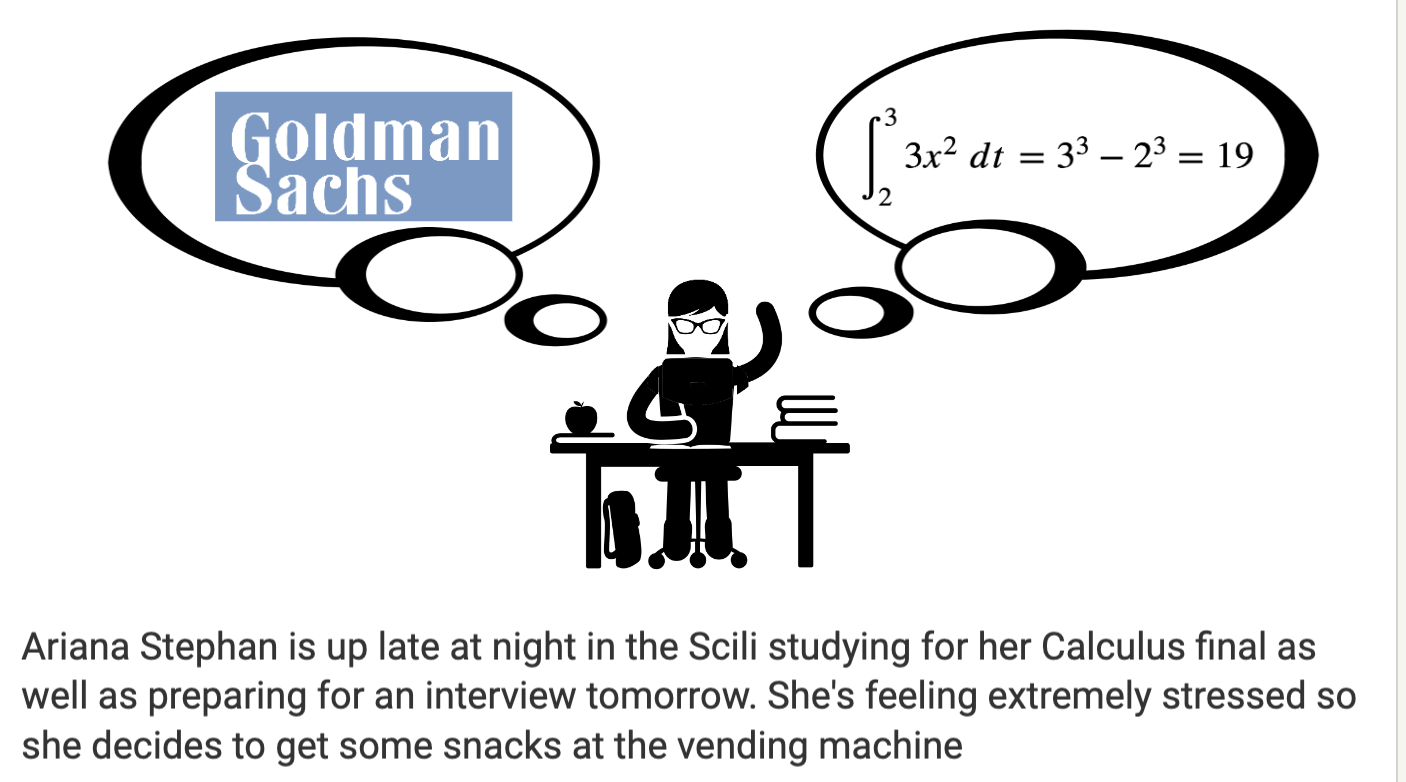 Goldman
Sachs
∫₂³ 3x² dt = 3³ − 2³ = 19
Ariana Stephan is up late at night in the Scili studying for her Calculus final as
well as preparing for an interview tomorrow. She's feeling extremely stressed so
she decides to get some snacks at the vending machine